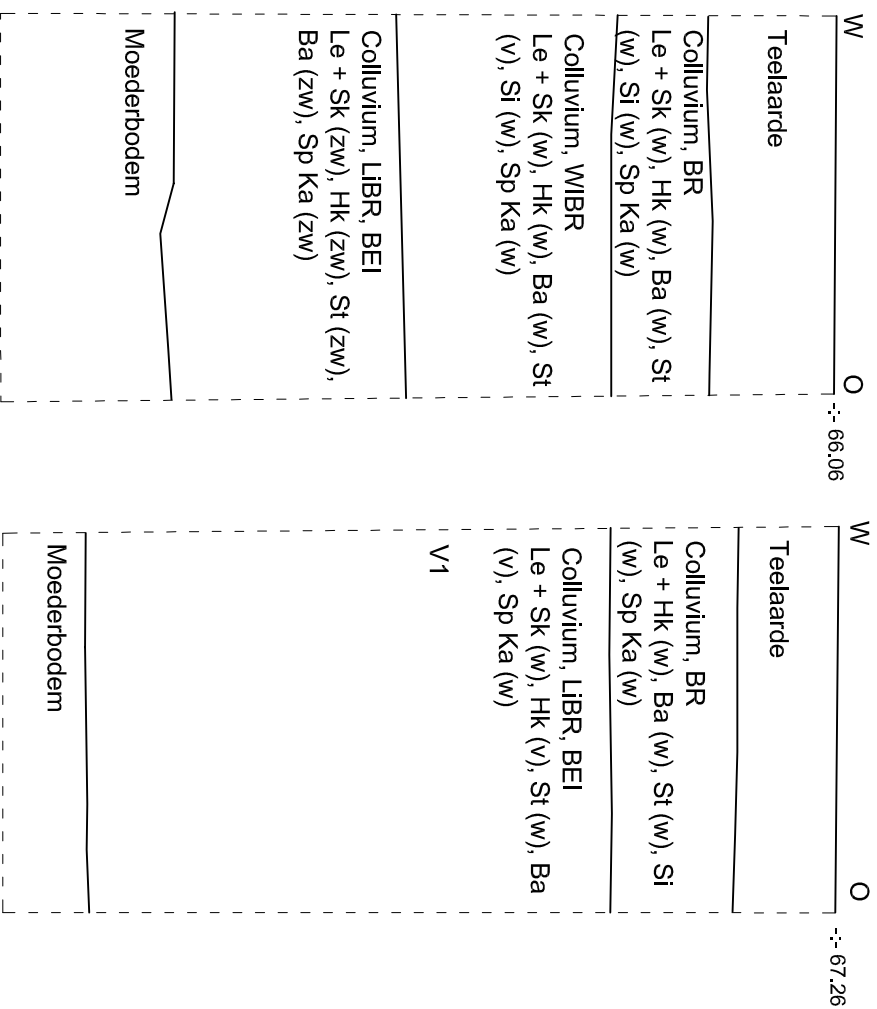 W
O
66.06
Teelaarde
Colluvium, BR
Le + Sk (w), Hk (w), Ba (w), St
(w), Si (w), Sp Ka (w)
Colluvium, WIBR
Le + Sk (w), Hk (w), Ba (w), St
(v), Si (w), Sp Ka (w)
Colluvium, LiBR, BEI
Le + Sk (zw), Hk (zw), St (zw),
Ba (zw), Sp Ka (zw)
Moederbodem
W
O
67.26
Teelaarde
Colluvium, BR
Le + Hk (w), Ba (w), St (w), Si
(w), Sp Ka (w)
Colluvium, LiBR, BEI
Le + Sk (w), Hk (v), St (w), Ba
(v), Sp Ka (w)
V1
Moederbodem